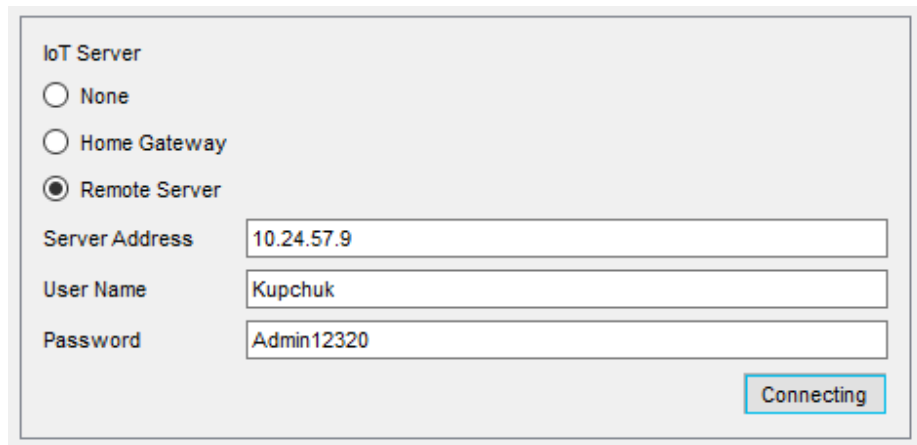 IoT Server
None
Home Gateway
Remote Server
Server Address 10.24.57.9
User Name Kupchuk
Password Admin12320
Connecting